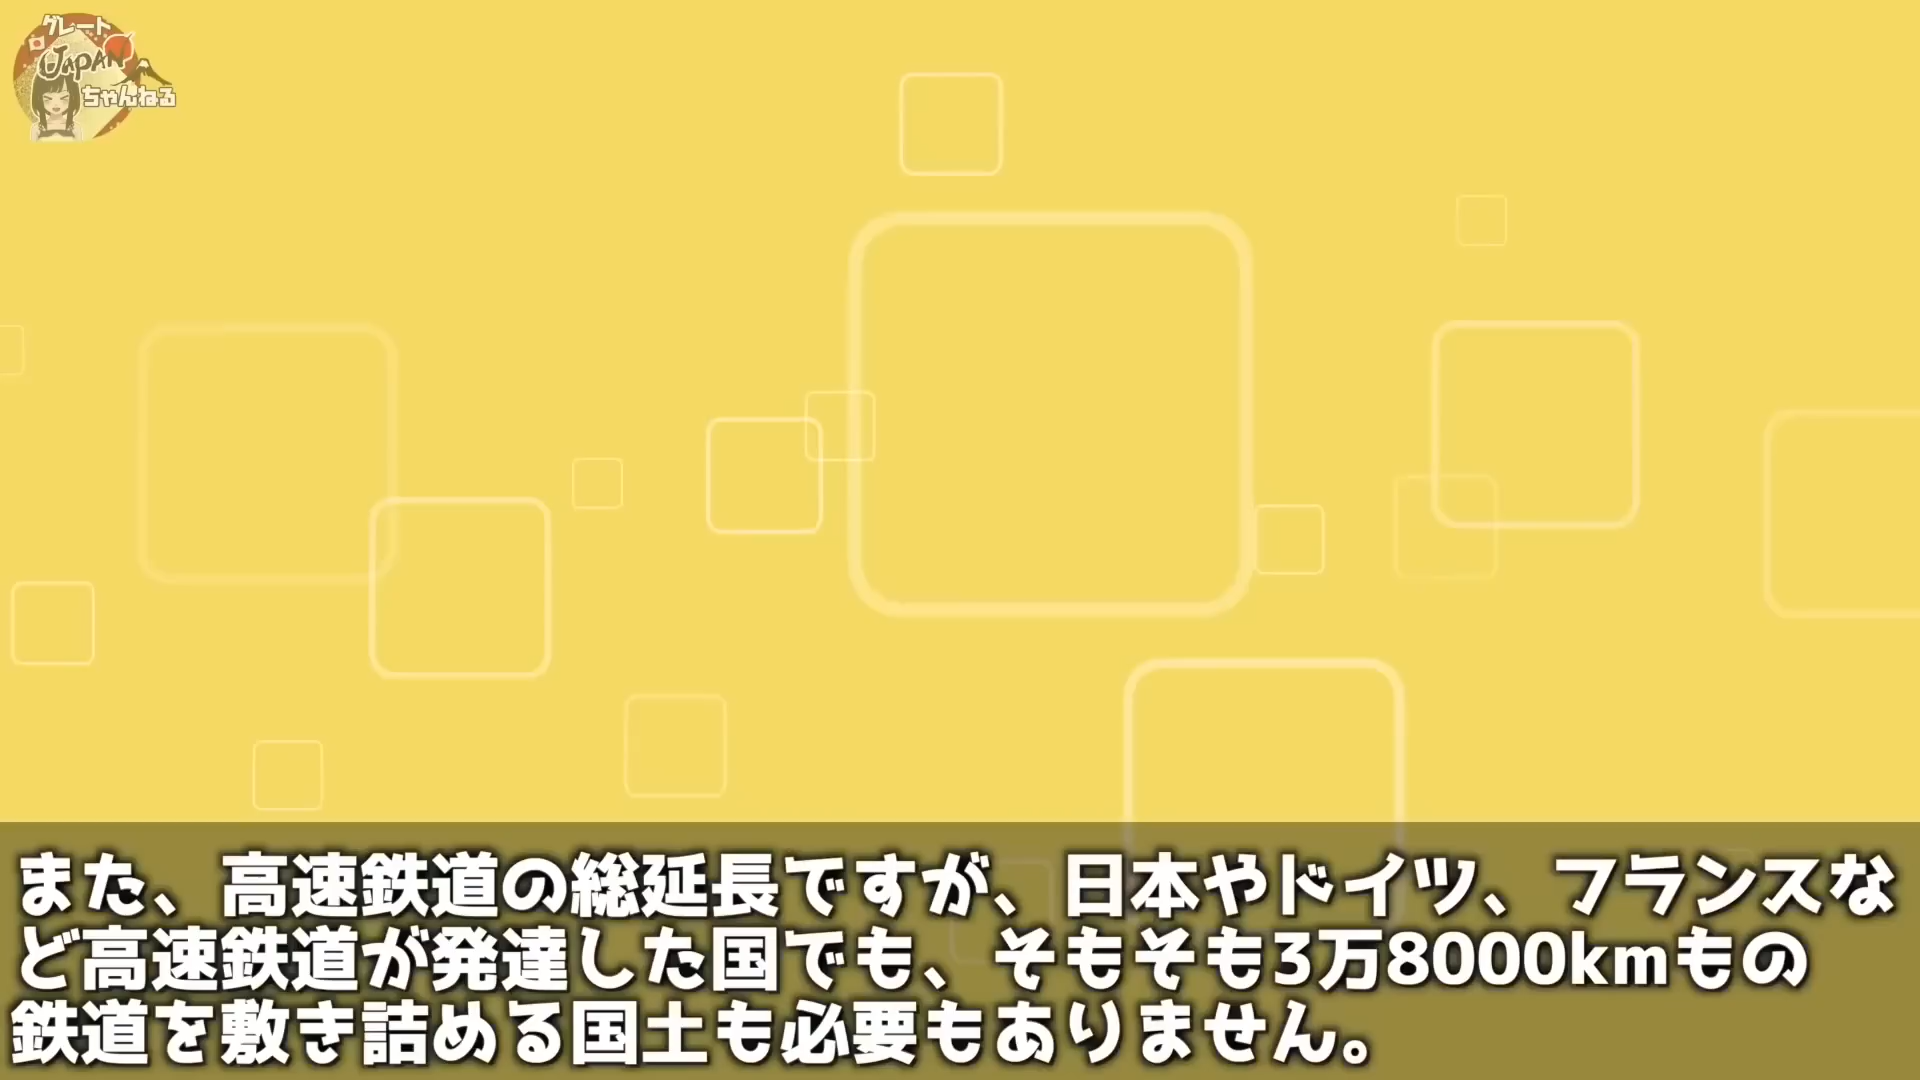 グレート
JAPAN
ちゃんねる
また、高速鉄道の総延長ですが、日本やドイツ、フランスな
ど高速鉄道が発達した国でも、そもそも3万8000kmもの
鉄道を敷き詰める国土も必要もありません。